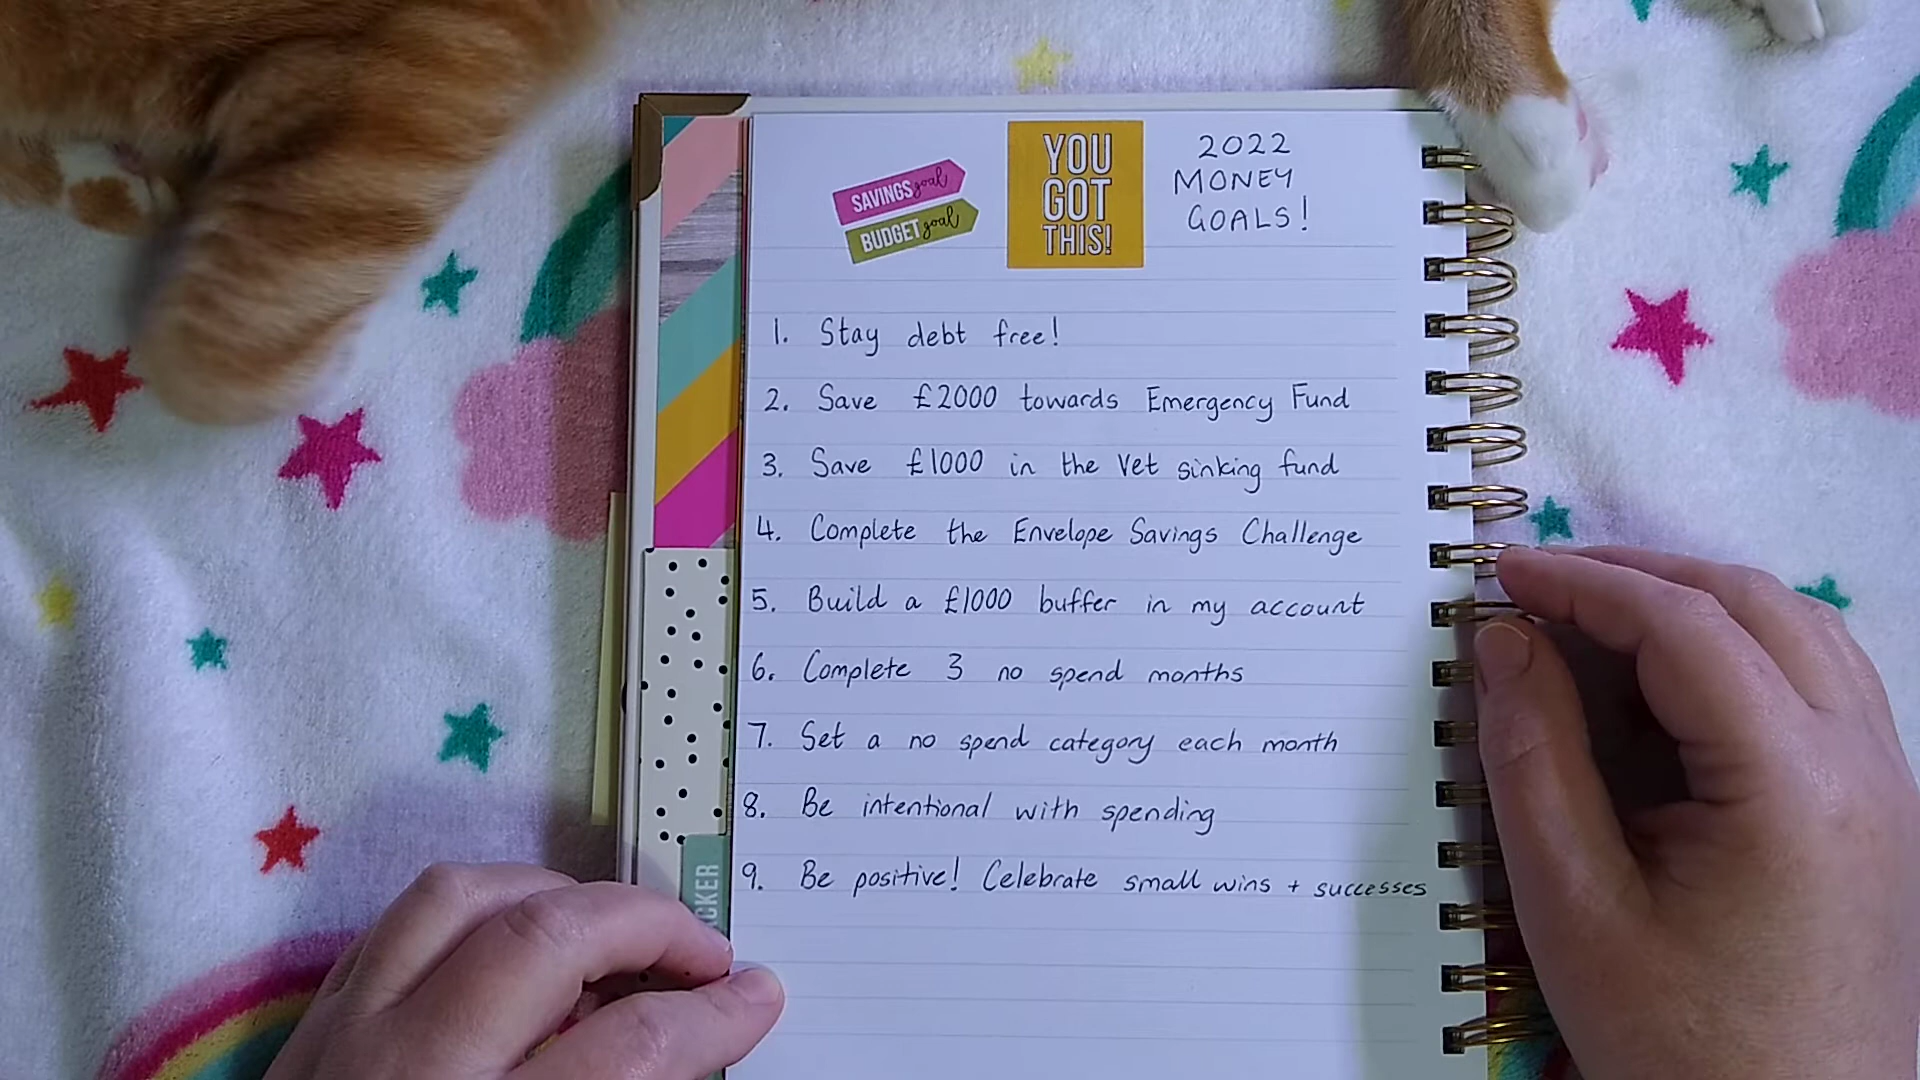 SAVINGS goal
BUDGET goal
YOU
GOT
THIS!
2022
MONEY
GOALS!
1. Stay debt free!
2. Save £2000 towards Emergency Fund
3. Save £1000 in the Vet sinking fund
4. Complete the Envelope Savings Challenge
5. Build a £1000 buffer in my account
6. Complete 3 no spend months
7. Set a no spend category each month
8. Be intentional with spending
9. Be positive! Celebrate small wins + successes